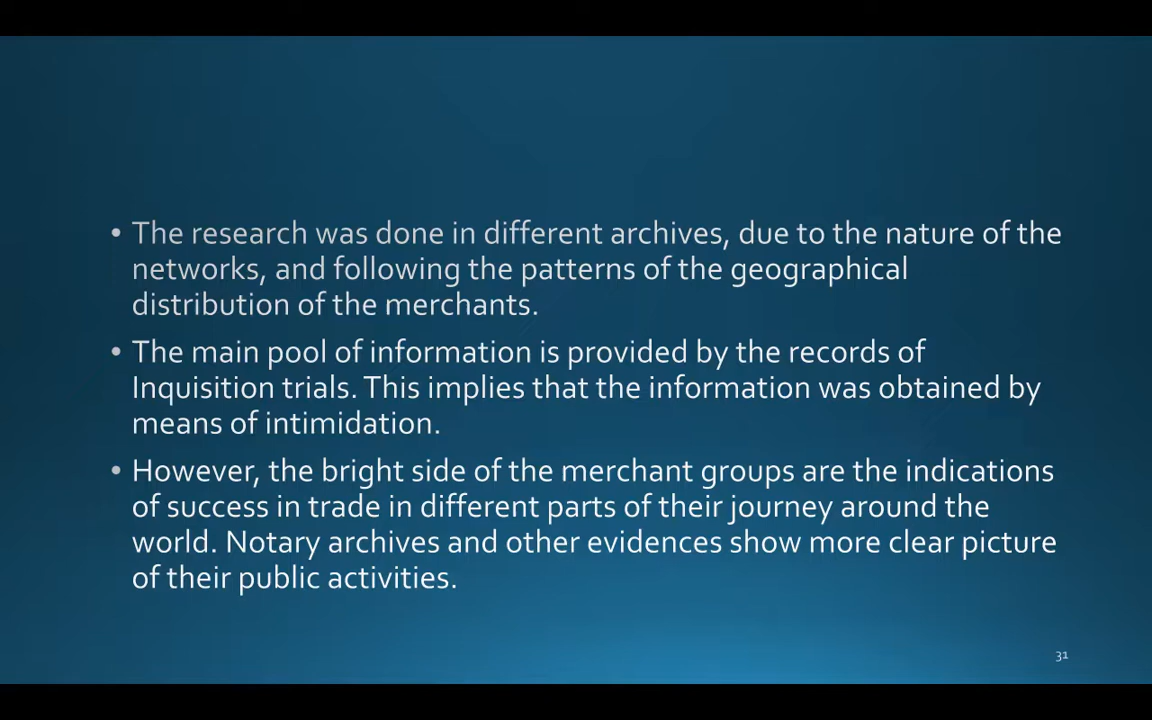 • The research was done in different archives, due to the nature of the
networks, and following the patterns of the geographical
distribution of the merchants.
• The main pool of information is provided by the records of
Inquisition trials. This implies that the information was obtained by
means of intimidation.
• However, the bright side of the merchant groups are the indications
of success in trade in different parts of their journey around the
world. Notary archives and other evidences show more clear picture
of their public activities.
31